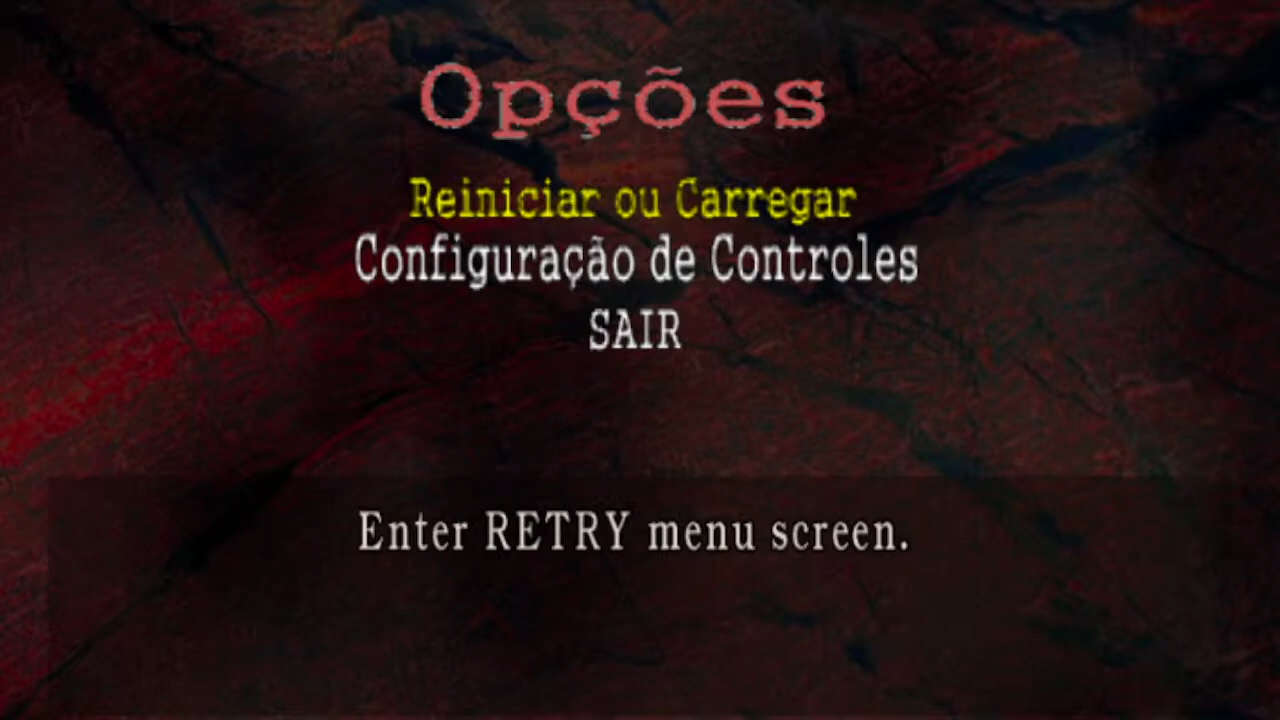 Opções
Reiniciar ou Carregar
Configuração de Controles
SAIR
Enter RETRY menu screen.